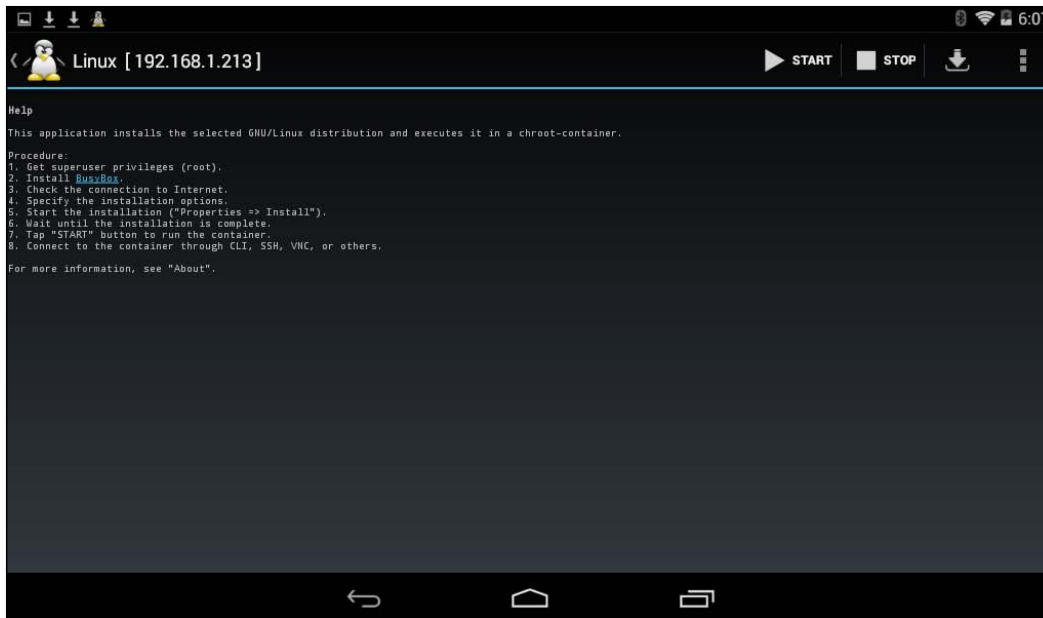 6:07
Linux [ 192.168.1.213 ]
START
STOP
Help
This application installs the selected GNU/Linux distribution and executes it in a chroot-container.
Procedure:
1. Get superuser privileges (root).
2. Install BusyBox.
3. Check the connection to Internet.
4. Specify the installation options.
5. Start the installation ("Properties => Install").
6. Wait until the installation is complete.
7. Tap "START" button to run the container.
8. Connect to the container through CLI, SSH, VNC, or others.
For more information, see "About".